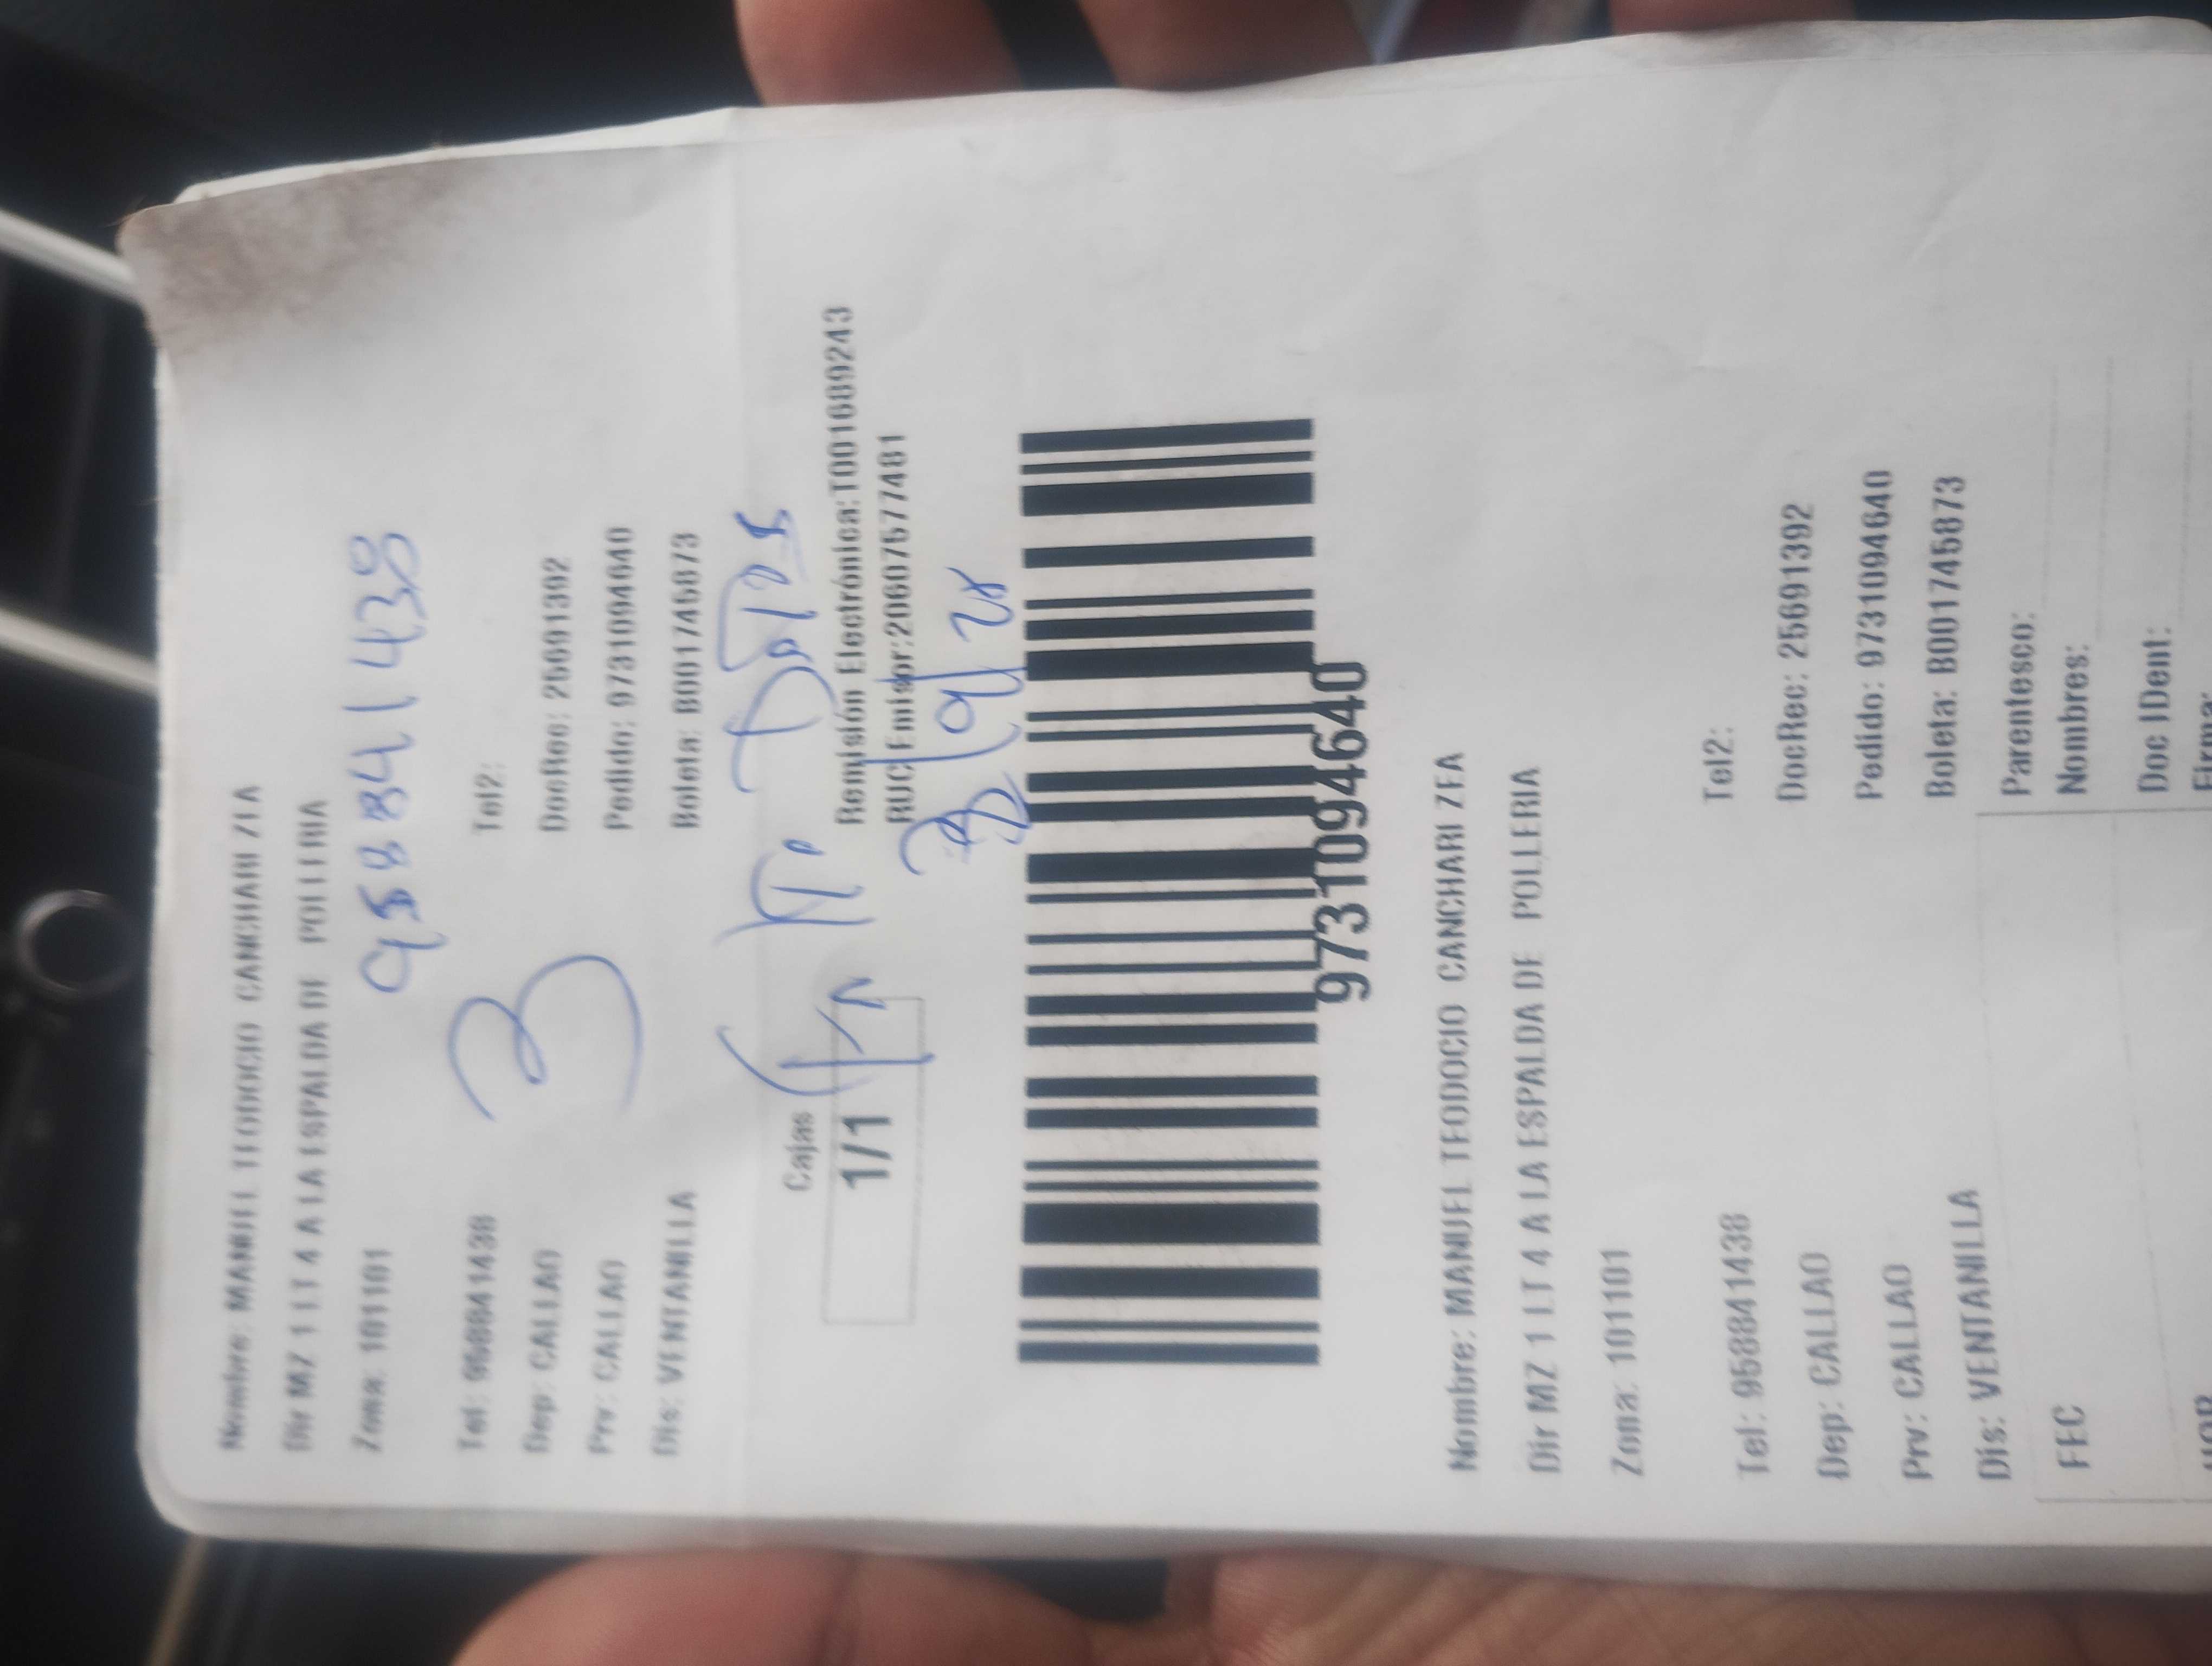 Nombre: MANUEL TEODOCIO CANCHARI ZEA
Dir MZ 1 LT 4 A LA ESPALDA DE POLLERIA
Zona: 101101
958841438
Tel: 958841438
Tel2:
Dep: CALLAO
DocRec: 25691392
3
Prv: CALLAO
Pedido: 9731094640
Dis: VENTANILLA
Boleta: B001745873
Cajas
1/1
Remisión Electrónica:T001689243
RUC Emisor:20607577481
9731094640
Nombre: MANUEL TEODOCIO CANCHARI ZEA
Dir MZ 1 LT 4 A LA ESPALDA DE POLLERIA
Zona: 101101
Tel: 958841438
Tel2:
Dep: CALLAO
DocRec: 25691392
Prv: CALLAO
Pedido: 9731094640
Dis: VENTANILLA
Boleta: B001745873
FEC
Parentesco:
Nombres:
Doc IDent: